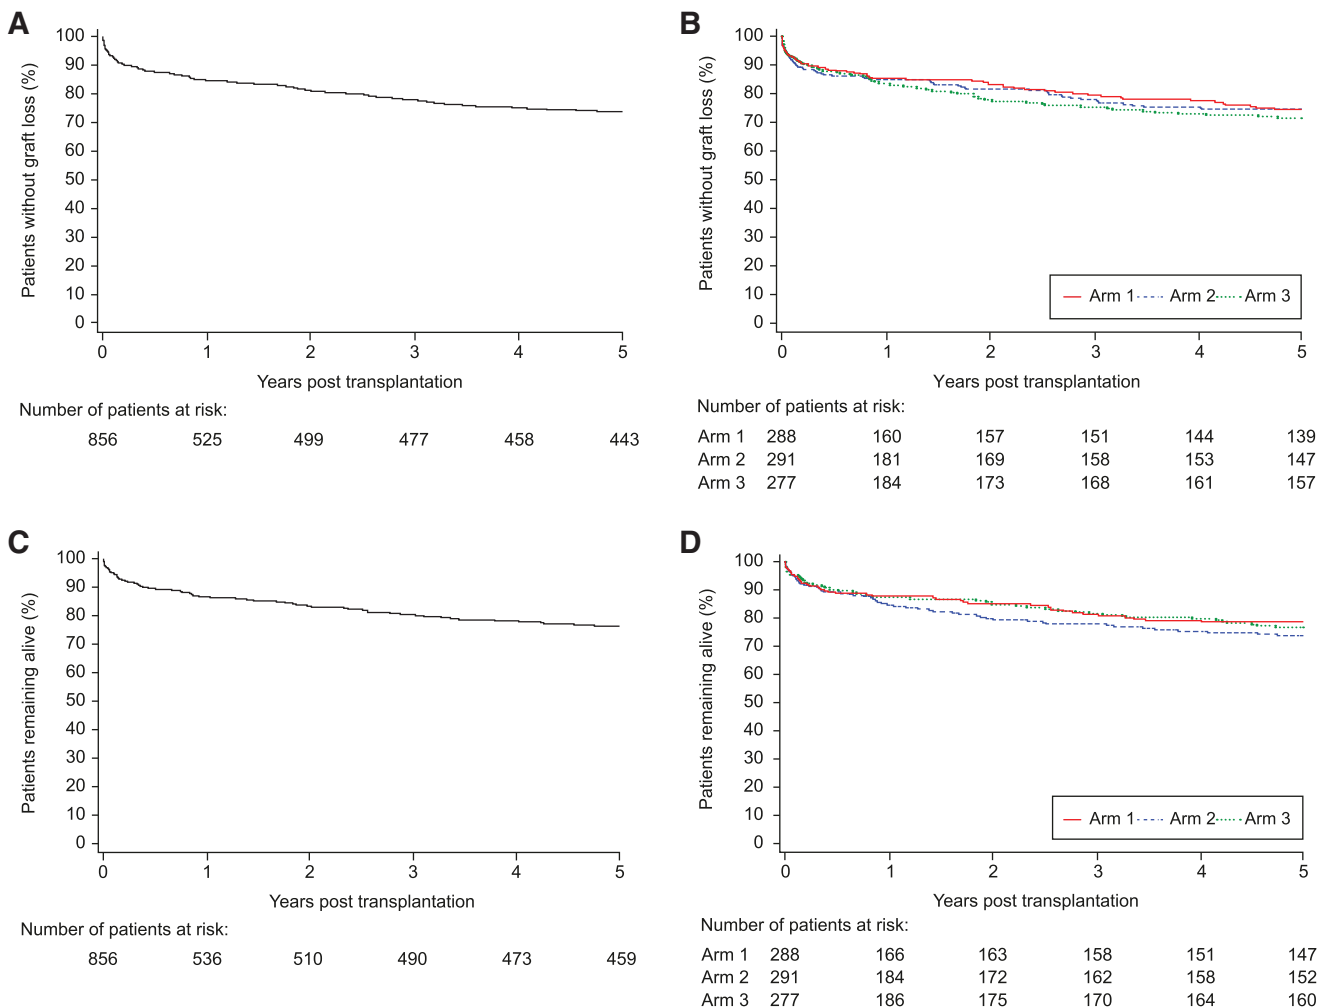 A
Patients without graft loss (%)
100
90
80
70
60
50
40
30
20
10
0
0 1 2 3 4 5
Years post transplantation
Number of patients at risk:
856 525 499 477 458 443
B
Patients without graft loss (%)
100
90
80
70
60
50
40
30
20
10
0
Arm 1 Arm 2 Arm 3
0 1 2 3 4 5
Years post transplantation
Number of patients at risk:
Arm 1 288 160 157 151 144 139
Arm 2 291 181 169 158 153 147
Arm 3 277 184 173 168 161 157
C
Patients remaining alive (%)
100
90
80
70
60
50
40
30
20
10
0
0 1 2 3 4 5
Years post transplantation
Number of patients at risk:
856 536 510 490 473 459
D
Patients remaining alive (%)
100
90
80
70
60
50
40
30
20
10
0
Arm 1 Arm 2 Arm 3
0 1 2 3 4 5
Years post transplantation
Number of patients at risk:
Arm 1 288 166 163 158 151 147
Arm 2 291 184 172 162 158 152
Arm 3 277 186 175 170 164 160